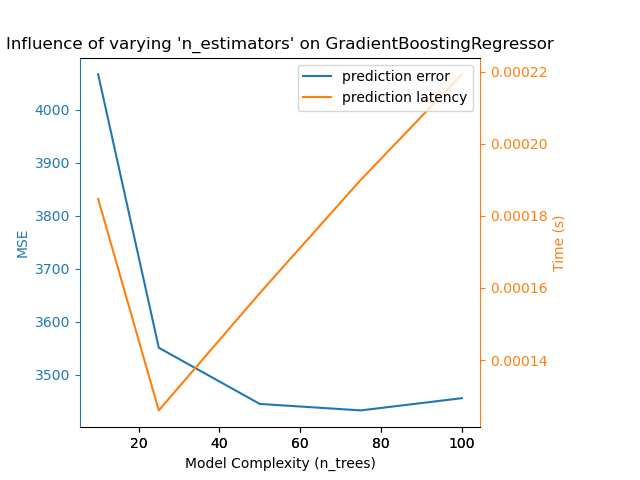 Influence of varying 'n_estimators' on GradientBoostingRegressor
prediction error
prediction latency
4000
3900
3800
3700
3600
3500
MSE
0.00022
0.00020
0.00018
0.00016
0.00014
Time (s)
20 40 60 80 100
Model Complexity (n_trees)